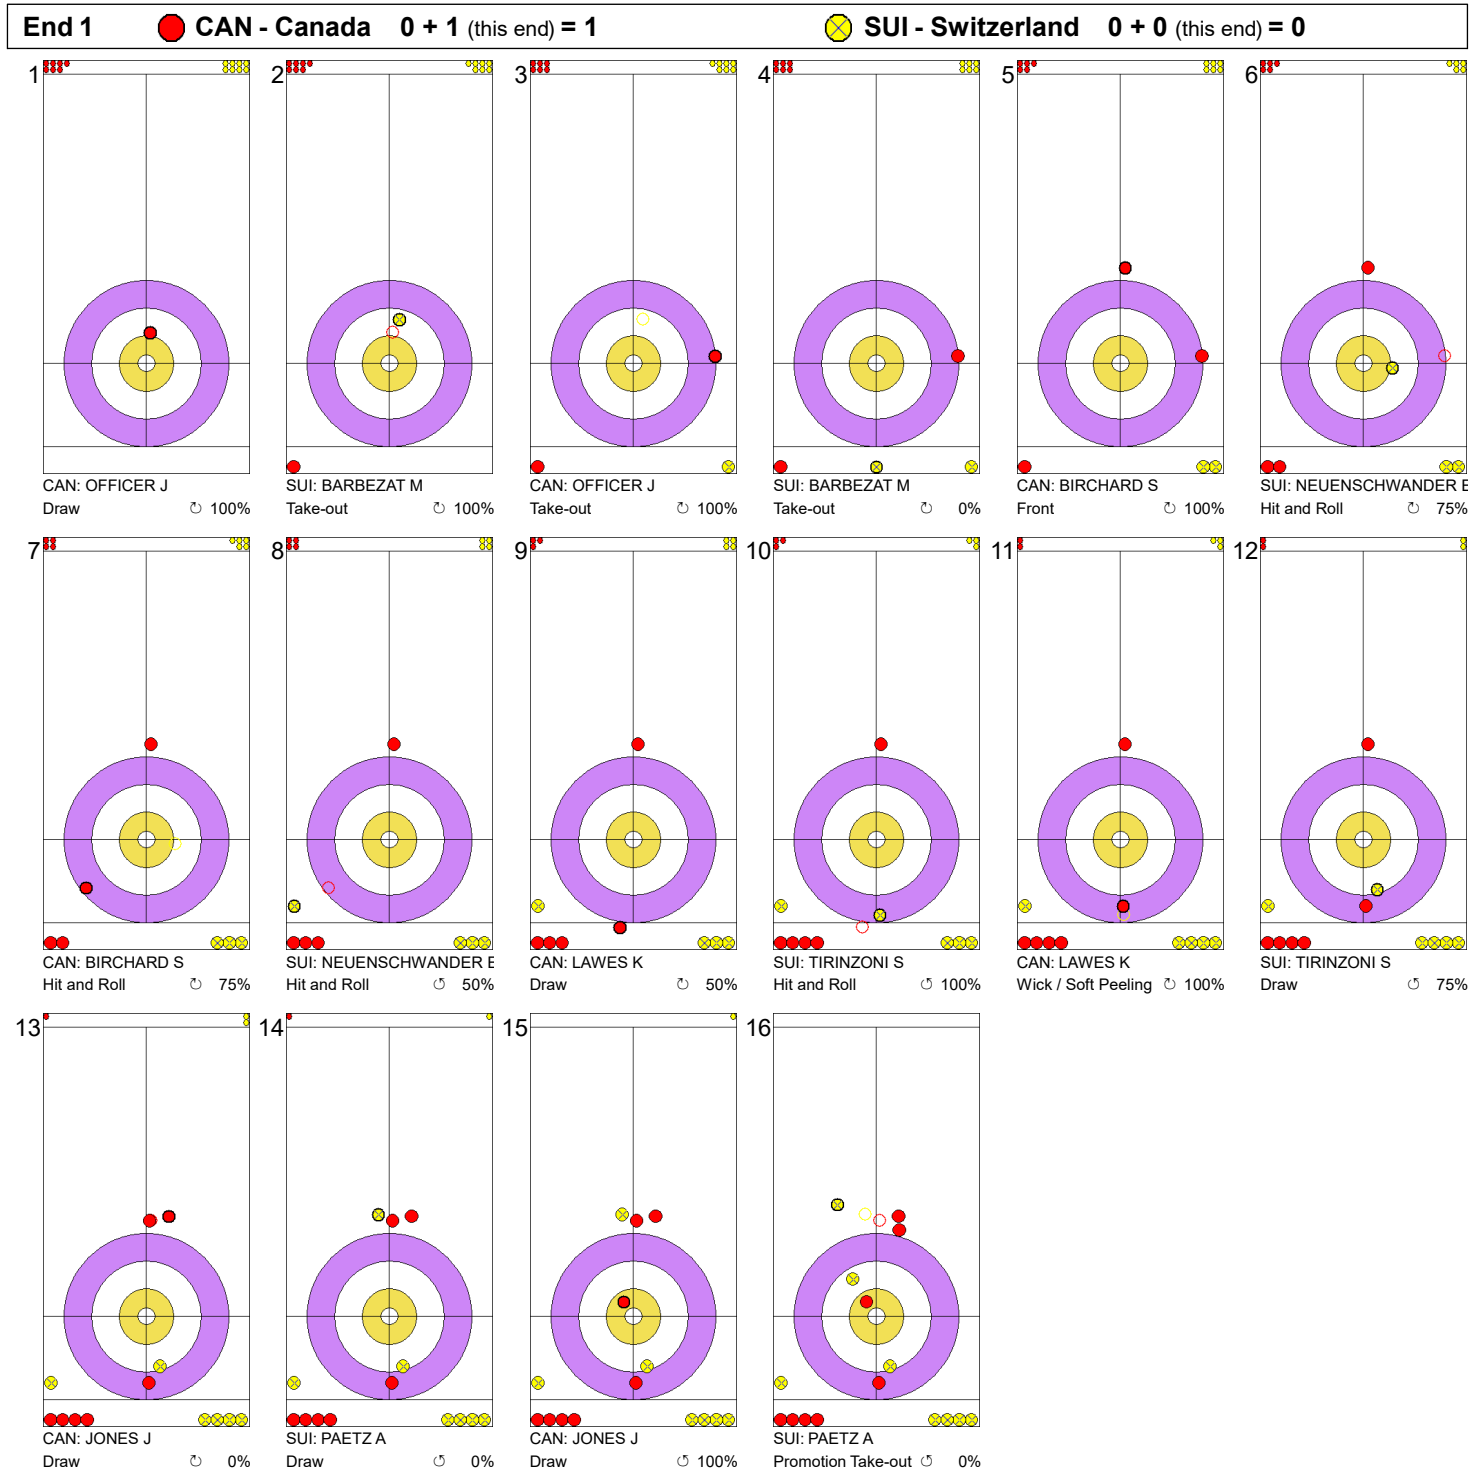 End 1 CAN - Canada 0 + 1 (this end) = 1 SUI - Switzerland 0 + 0 (this end) = 0
1 2 3 4 5 6
CAN: OFFICER J SUI: BARBEZAT M CAN: OFFICER J SUI: BARBEZAT M CAN: BIRCHARD S SUI: NEUENSCHWANDER E
Draw ↻ 100% Take-out ↻ 100% Take-out ↻ 100% Take-out ↻ 0% Front ↻ 100% Hit and Roll ↻ 75%
7 8 9 10 11 12
CAN: BIRCHARD S SUI: NEUENSCHWANDER E CAN: LAWES K SUI: TIRINZONI S CAN: LAWES K SUI: TIRINZONI S
Hit and Roll ↻ 75% Hit and Roll ↺ 50% Draw ↻ 50% Hit and Roll ↺ 100% Wick / Soft Peeling ↻ 100% Draw ↺ 75%
13 14 15 16
CAN: JONES J SUI: PAETZ A CAN: JONES J SUI: PAETZ A
Draw ↻ 0% Draw ↺ 0% Draw ↺ 100% Promotion Take-out ↺ 0%